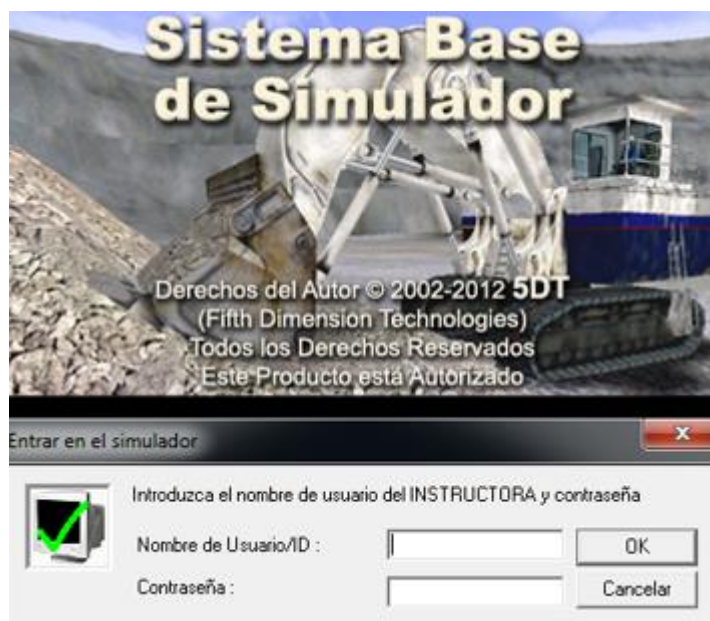 Sistema Base
de Simulador
Derechos del Autor © 2002-2012 5DT
(Fifth Dimension Technologies)
Todos los Derechos Reservados
Este Producto está Autorizado
Entrar en el simulador
x
Introduzca el nombre de usuario del INSTRUCTORA y contraseña
Nombre de Usuario/ID :
OK
Contraseña :
Cancelar